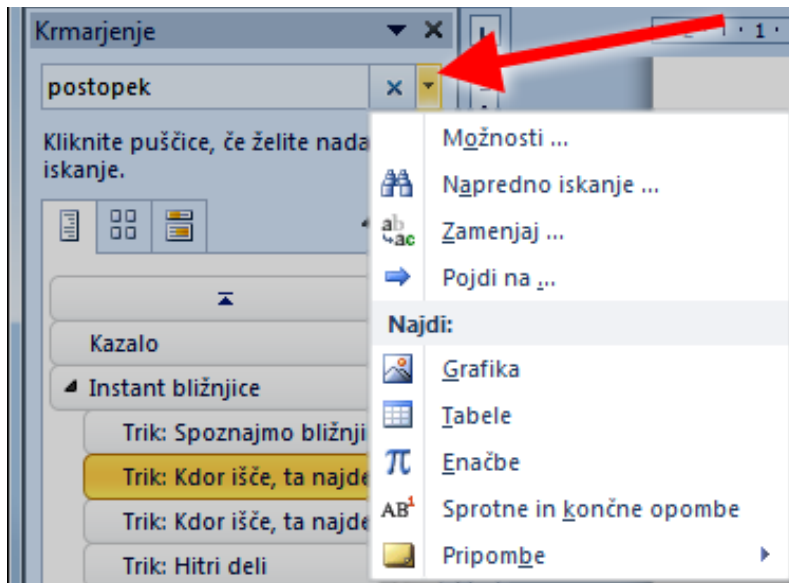 Krmarjenje
1
postopek
Kliknite puščice, če želite nada
iskanje.
Možnosti ...
Napredno iskanje ...
Zamenjaj ...
Pojdi na ...
Najdi:
Grafika
Tabele
Enačbe
Sprotne in končne opombe
Pripombe
Kazalo
Instant bližnjice
Trik: Spoznajmo bližnji
Trik: Kdor išče, ta najde
Trik: Kdor išče, ta najde
Trik: Hitri deli